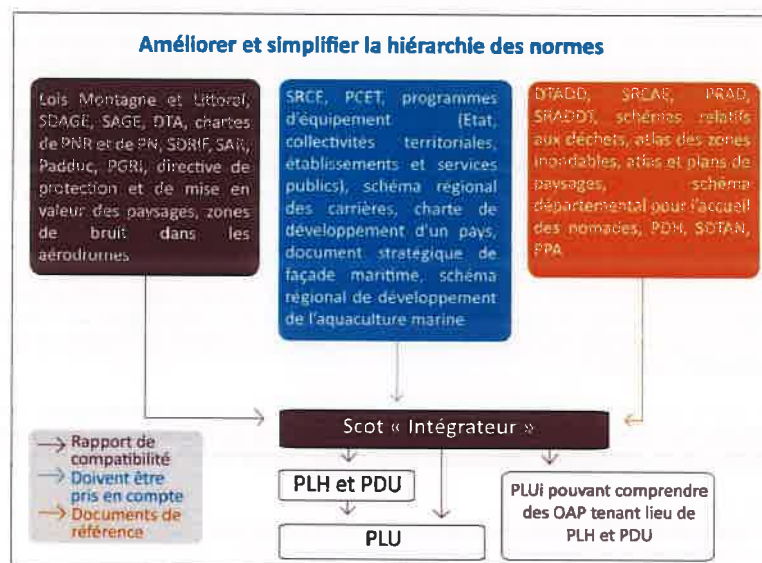 Améliorer et simplifier la hiérarchie des normes
Lois Montagne et Littoral,
SDAGE, SAGE, DTA, chartes
de PNR et de PN, SDRIF, SAR,
Padduc, PGRI, directive de
protection et de mise en
valeur des paysages, zones
de bruit dans les
aérodromes
SRCE, PCET, programmes
d'équipement (Etat,
collectivités territoriales,
établissements et services
publics), schéma régional
des carrières, charte de
développement d'un pays,
document stratégique de
façade maritime, schéma
régional de développement
de l'aquaculture marine
DTADD, SRCAE, PRAD,
SRADDT, schémas relatifs
aux déchets, atlas des zones
inondables, atlas et plans de
paysages, schéma
départemental pour l'accueil
des nomades, PDH, SDTAN,
PPA
Scot « Intégrateur »
Rapport de
compatibilité
Doivent être
pris en compte
Documents de
référence
PLH et PDU
PLU
PLUi pouvant comprendre
des OAP tenant lieu de
PLH et PDU